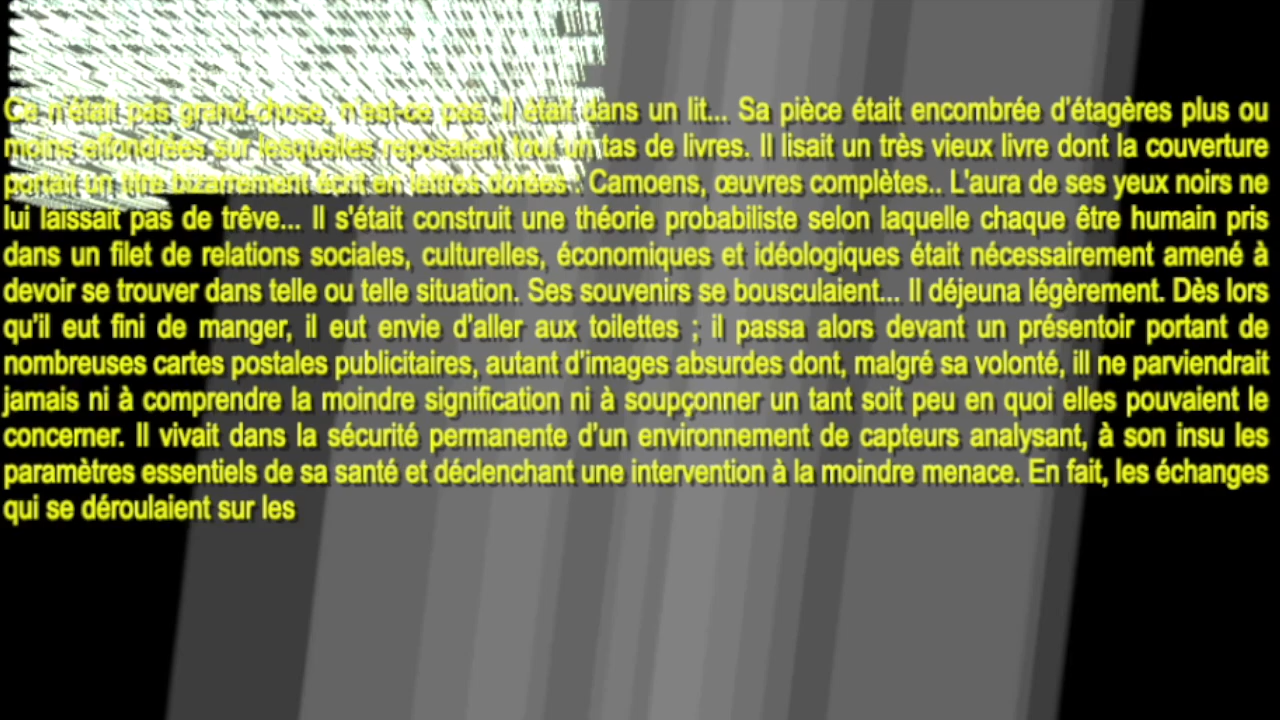 Ce n'était pas grand-chose, n'est-ce pas. Il était dans un lit... Sa pièce était encombrée d'étagères plus ou
moins effondrées sur lesquelles reposaient tout un tas de livres. Il lisait un très vieux livre dont la couverture
portait un titre bizarrement écrit en lettres dorées : Camoens, œuvres complètes.. L'aura de ses yeux noirs ne
lui laissait pas de trêve... Il s'était construit une théorie probabiliste selon laquelle chaque être humain pris
dans un filet de relations sociales, culturelles, économiques et idéologiques était nécessairement amené à
devoir se trouver dans telle ou telle situation. Ses souvenirs se bousculaient... Il déjeuna légèrement. Dès lors
qu'il eut fini de manger, il eut envie d'aller aux toilettes ; il passa alors devant un présentoir portant de
nombreuses cartes postales publicitaires, autant d'images absurdes dont, malgré sa volonté, ill ne parviendrait
jamais ni à comprendre la moindre signification ni à soupçonner un tant soit peu en quoi elles pouvaient le
concerner. Il vivait dans la sécurité permanente d'un environnement de capteurs analysant, à son insu les
paramètres essentiels de sa santé et déclenchant une intervention à la moindre menace. En fait, les échanges
qui se déroulaient sur les